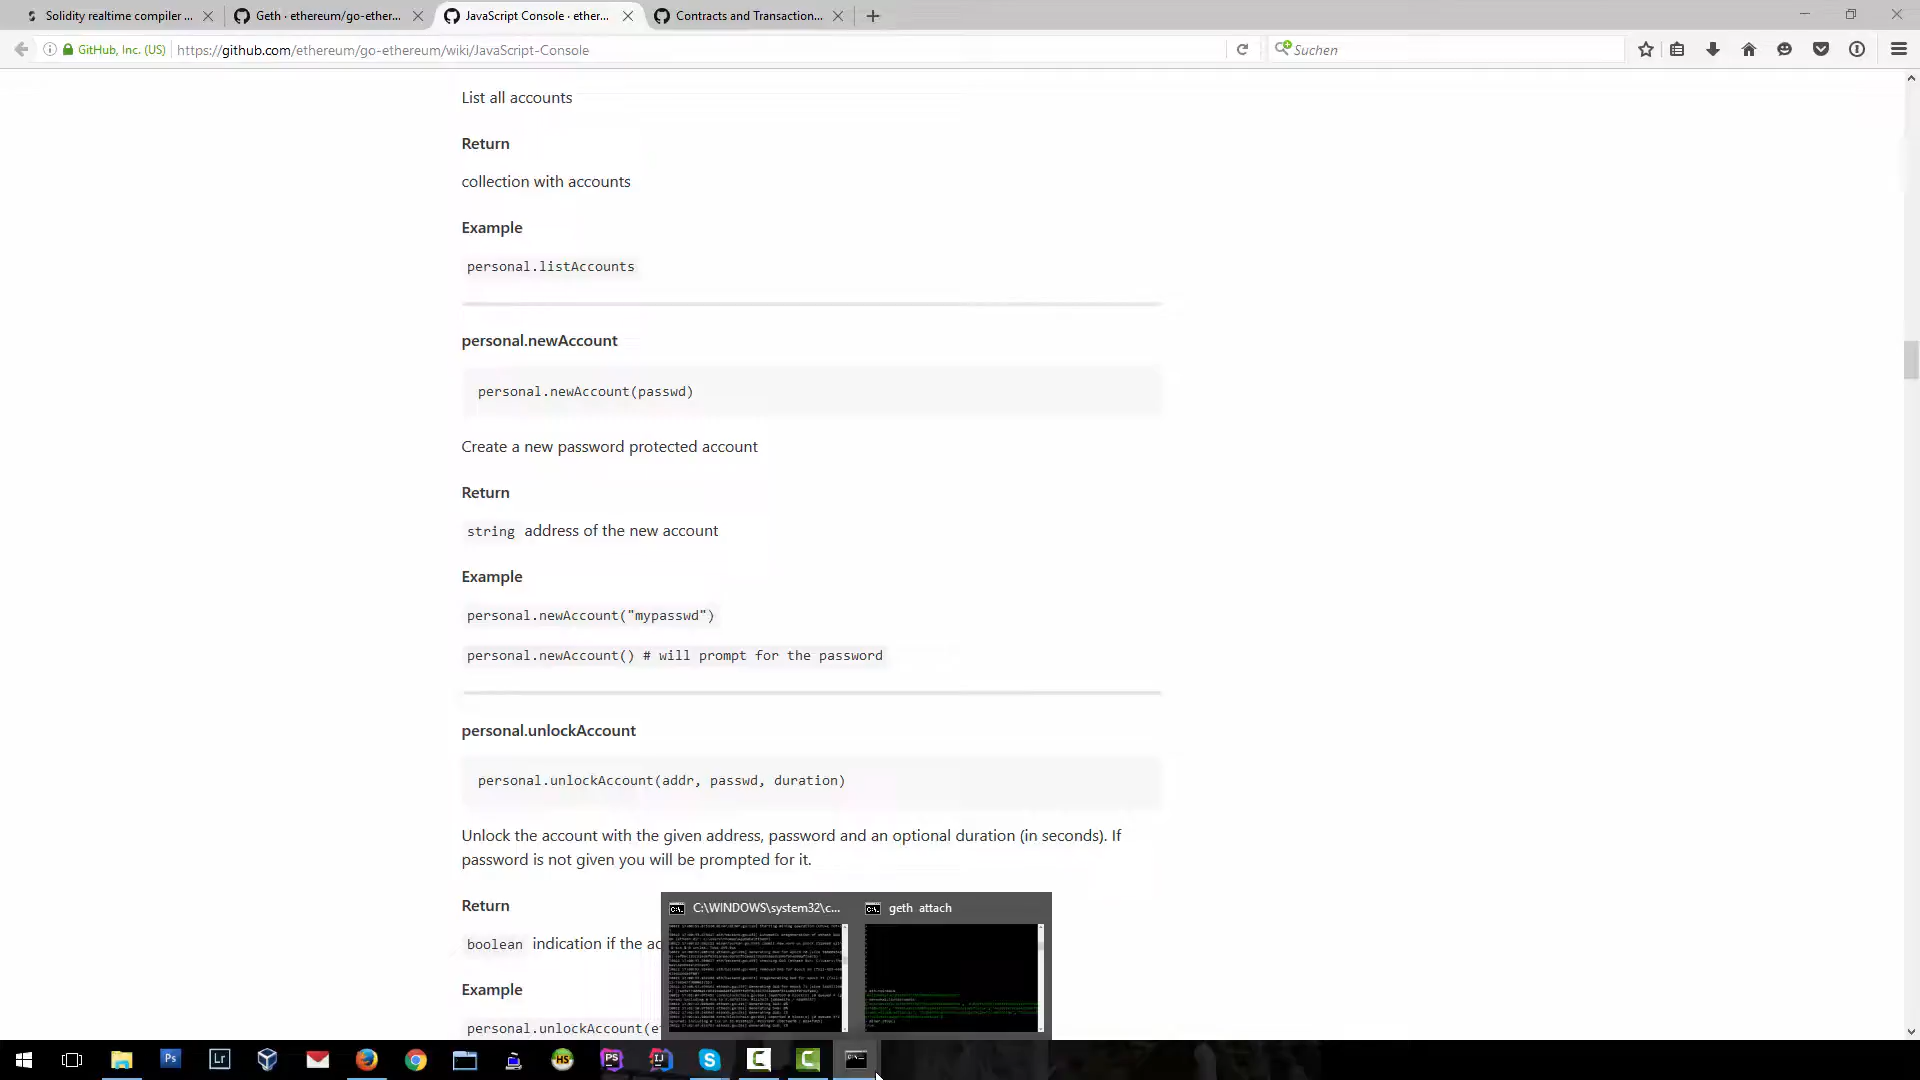 Solidity realtime compiler ...
Geth · ethereum/go-ether...
JavaScript Console · ether...
Contracts and Transaction...
GitHub, Inc. (US)
https://github.com/ethereum/go-ethereum/wiki/JavaScript-Console
Suchen
List all accounts
Return
collection with accounts
Example
personal.listAccounts
personal.newAccount
personal.newAccount(passwd)
Create a new password protected account
Return
string address of the new account
Example
personal.newAccount("mypasswd")
personal.newAccount() # will prompt for the password
personal.unlockAccount
personal.unlockAccount(addr, passwd, duration)
Unlock the account with the given address, password and an optional duration (in seconds). If
password is not given you will be prompted for it.
Return
boolean indication if the ac
Example
personal.unlockAccount(e
C:\WINDOWS\system32\c...
geth attach
Ps
Lr
HS
PS
IJ